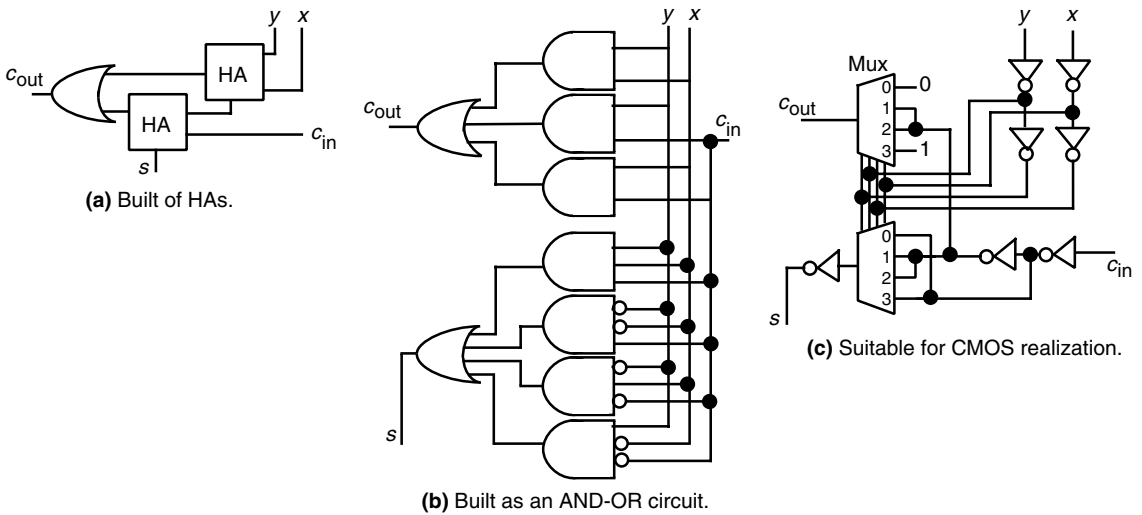 y x
HA
HA
c_out
c_in
s
(a) Built of HAs.
y x
c_out
c_in
s
(b) Built as an AND-OR circuit.
y x
Mux
0 0
1
2
3 1
c_out
0
1
2
3
c_in
s
(c) Suitable for CMOS realization.